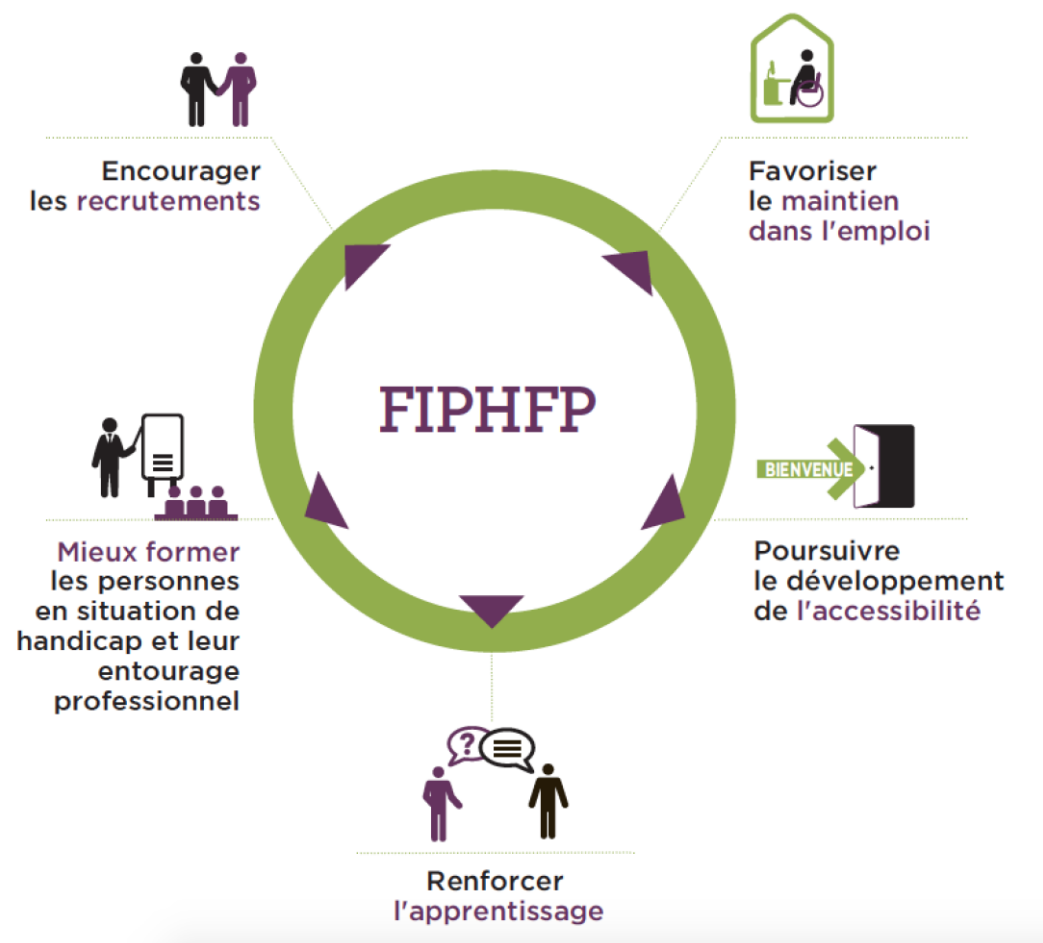 Encourager
les recrutements
Favoriser
le maintien
dans l'emploi
FIPHFP
Mieux former
les personnes
en situation de
handicap et leur
entourage
professionnel
BIENVENUE
Poursuivre
le développement
de l'accessibilité
?
Renforcer
l'apprentissage